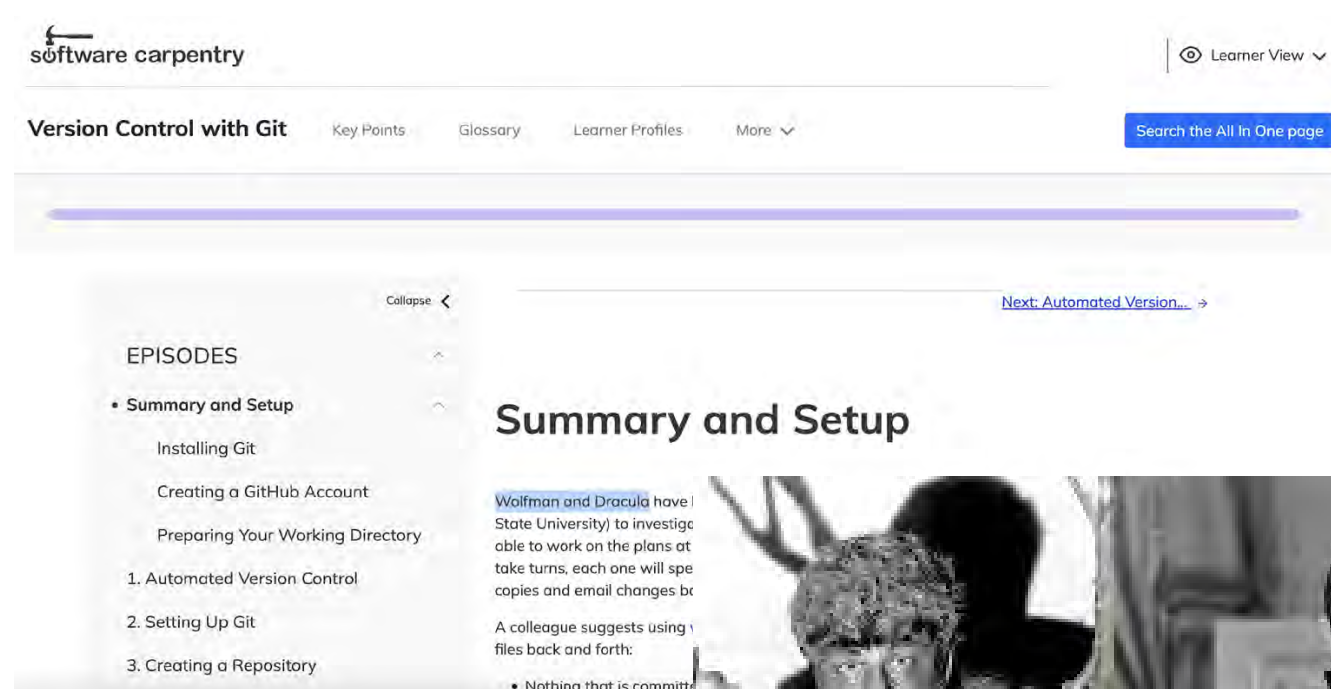 software carpentry
Learner View
Version Control with Git
Key Points
Glossary
Learner Profiles
More
Search the All In One page
Collapse
Next: Automated Version...
EPISODES
Summary and Setup
Installing Git
Creating a GitHub Account
Preparing Your Working Directory
1. Automated Version Control
2. Setting Up Git
3. Creating a Repository
Summary and Setup
Wolfman and Dracula have
State University) to
able to work on the plans at
take turns, each one will
copies and email changes
A colleague suggests using
files back and forth:
• Nothing that is